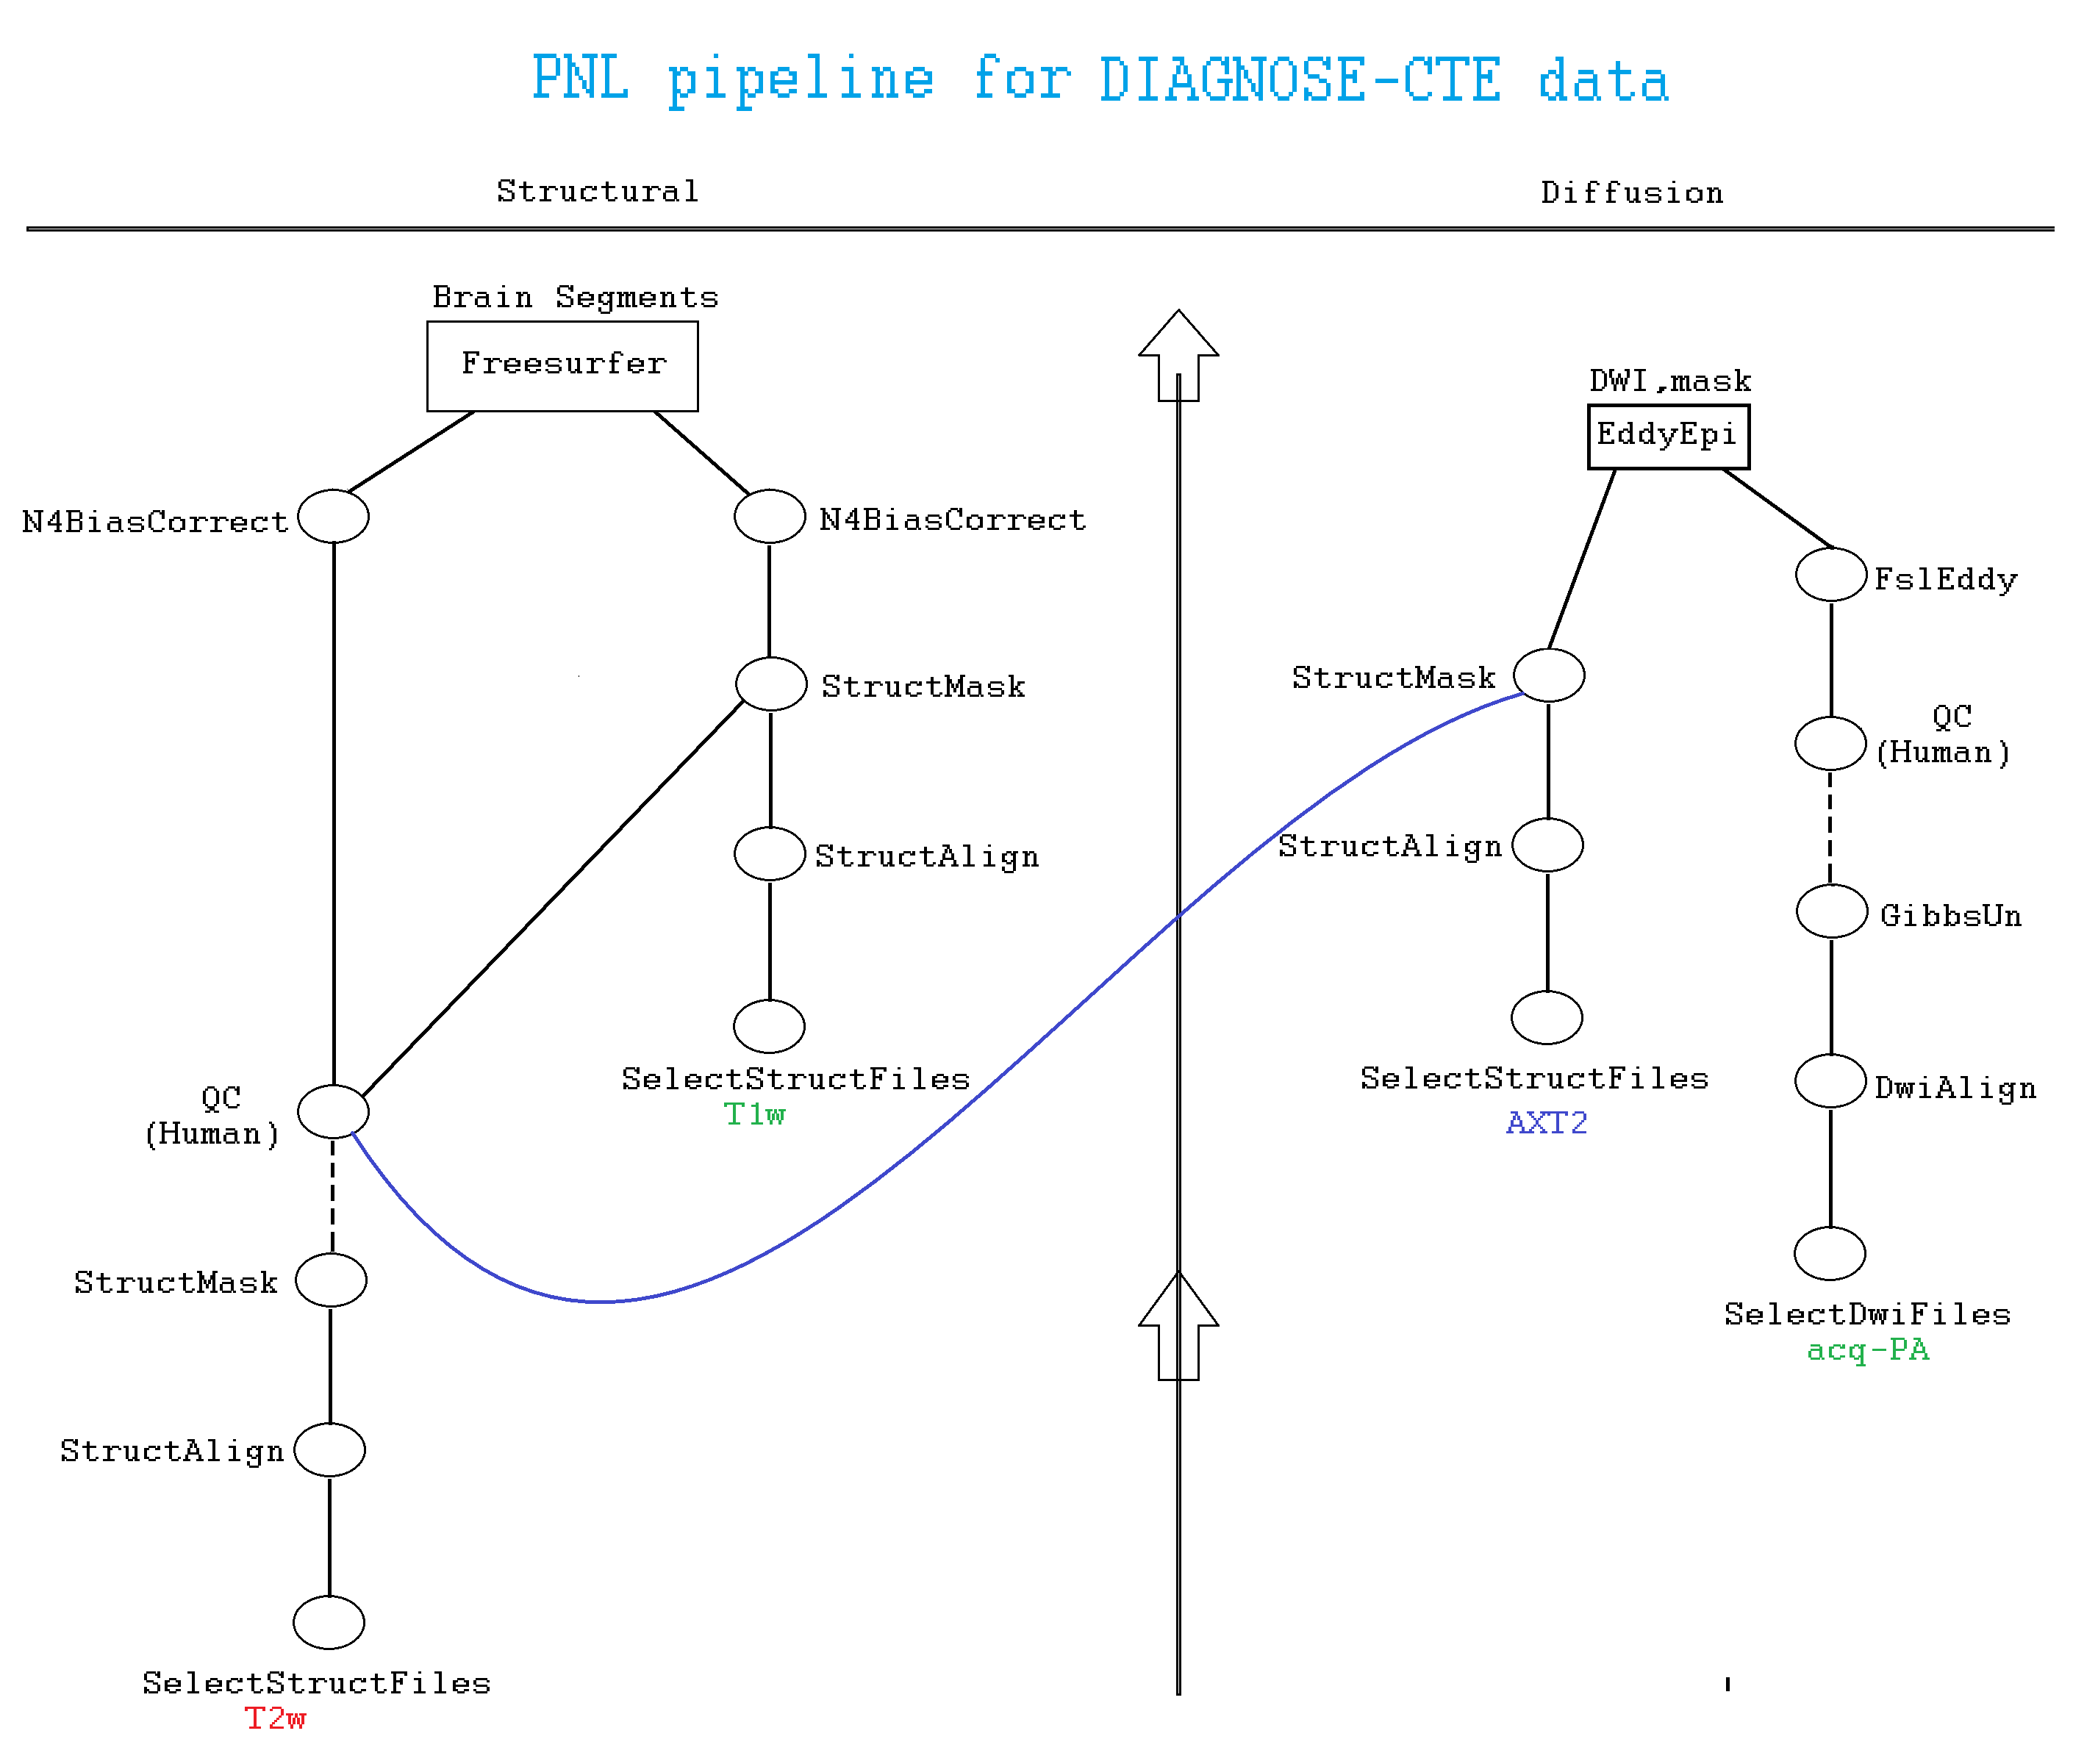 PNL pipeline for DIAGNOSE-CTE data
Structural
Diffusion
Brain Segments
Freesurfer
DWI,mask
EddyEpi
N4BiasCorrect
N4BiasCorrect
FslEddy
StructMask
StructMask
QC
(Human)
StructAlign
StructAlign
GibbsUn
SelectStructFiles
T1w
SelectStructFiles
AXT2
DwiAlign
QC
(Human)
StructMask
SelectDwiFiles
acq-PA
StructAlign
SelectStructFiles
T2w